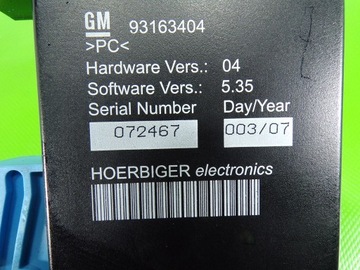 GM 93163404
>PC<
Hardware Vers.: 04
Software Vers.: 5.35
Serial Number Day/Year
072467 003/07
HOERBIGER electronics